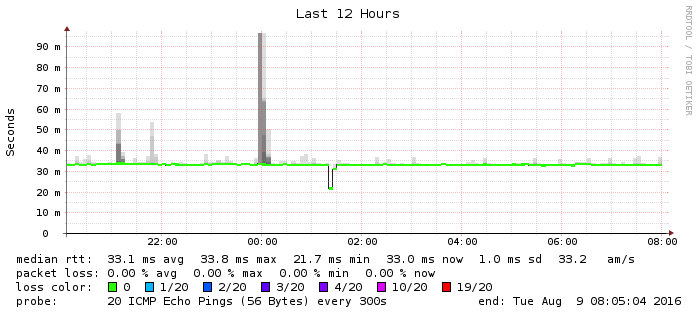 Last 12 Hours
RRDTOOL / TOBI OETIKER
Seconds
90 m
80 m
70 m
60 m
50 m
40 m
30 m
20 m
10 m
0
22:00 00:00 02:00 04:00 06:00 08:00
median rtt: 33.1 ms avg 33.8 ms max 21.7 ms min 33.0 ms now 1.0 ms sd 33.2 am/s
packet loss: 0.00 % avg 0.00 % max 0.00 % min 0.00 % now
loss color: 0 1/20 2/20 3/20 4/20 10/20 19/20
probe: 20 ICMP Echo Pings (56 Bytes) every 300s end: Tue Aug 9 08:05:04 2016